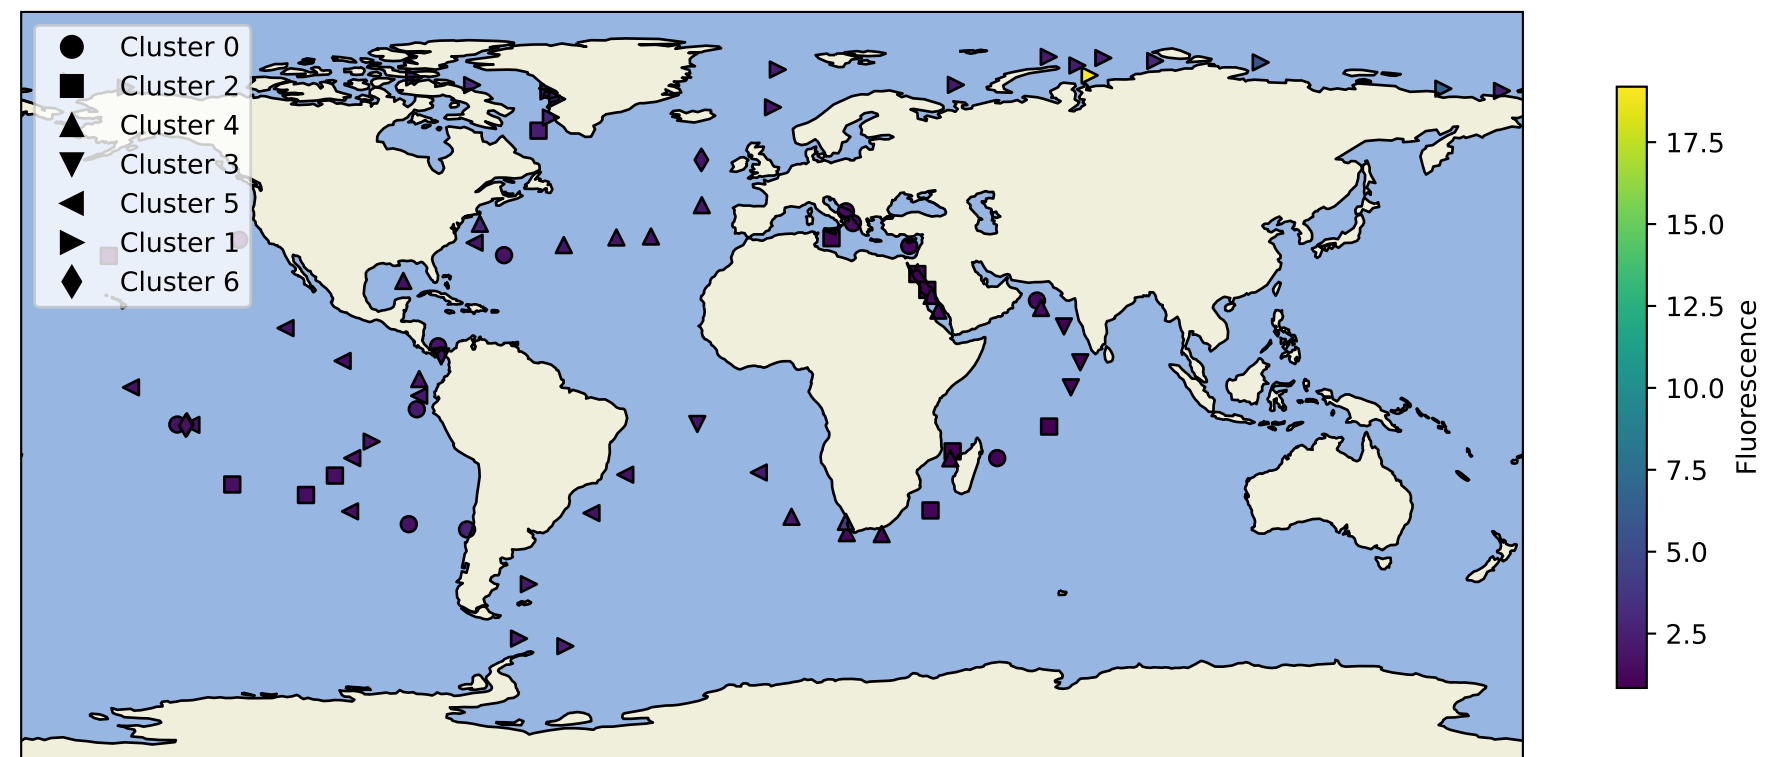 Cluster 0
Cluster 2
Cluster 4
Cluster 3
Cluster 5
Cluster 1
Cluster 6
17.5
15.0
12.5
10.0
7.5
5.0
2.5
Fluorescence